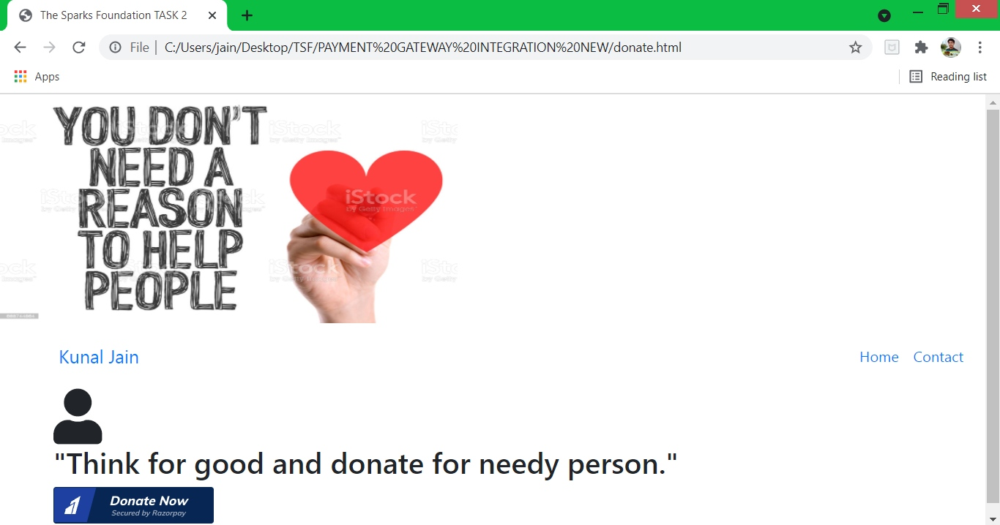 The Sparks Foundation TASK 2
File | C:/Users/jain/Desktop/TSF/PAYMENT%20GATEWAY%20INTEGRATION%20NEW/donate.html
Apps
Reading list
YOU DON'T
NEED A
REASON
TO HELP
PEOPLE
iStock
by Getty Images™
Kunal Jain
Home Contact
"Think for good and donate for needy person."
Donate Now
Secured by Razorpay